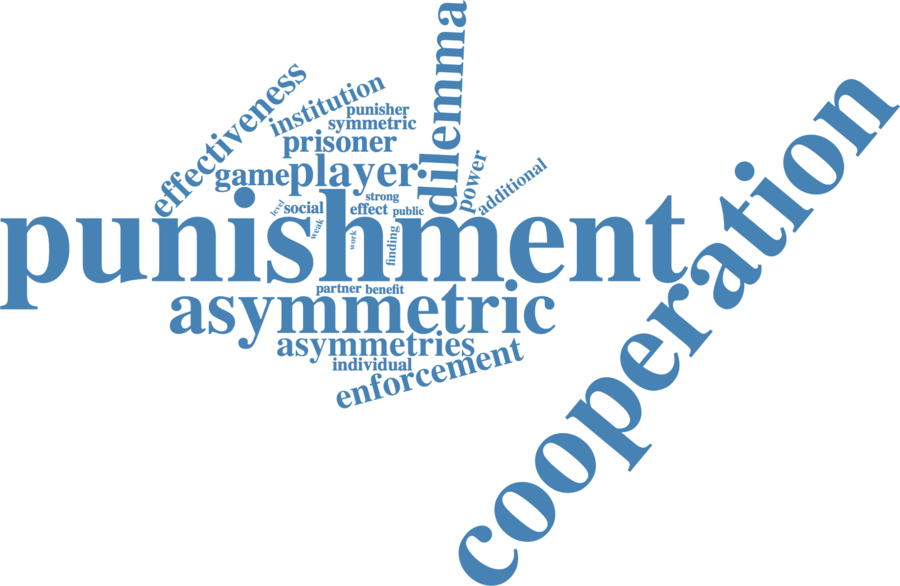 dilemma
effectiveness
institution
punisher
symmetric
prisoner
game
player
power
additional
strong
level
social
effect
public
weak
work
finding
punishment
cooperation
partner
benefit
asymmetric
asymmetries
individual
enforcement